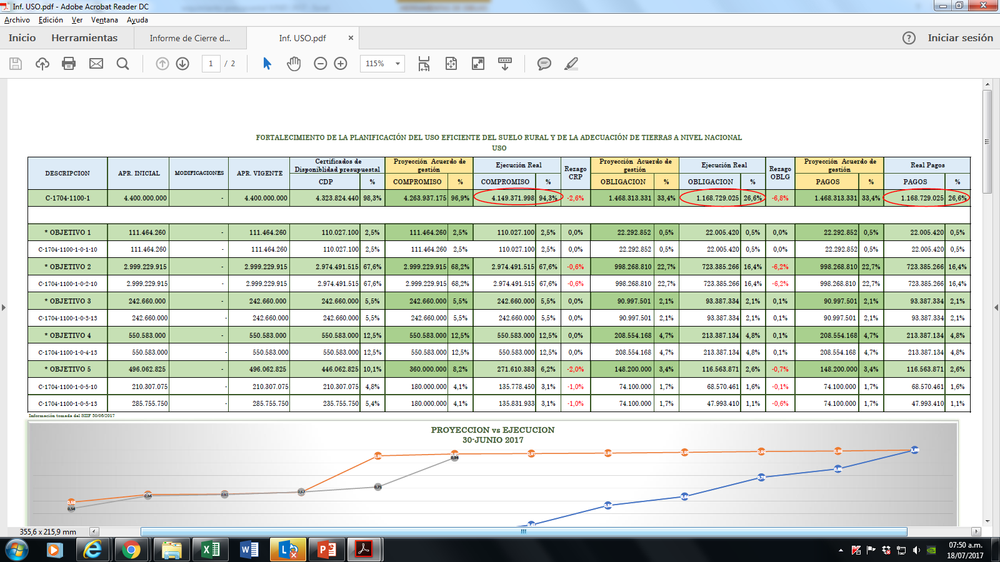 Inf. USO.pdf - Adobe Acrobat Reader DC
Archivo Edición Ver Ventana Ayuda
Inicio Herramientas Informe de Cierre d... Inf. USO.pdf × ? Iniciar sesión
1 / 2 115%
FORTALECIMIENTO DE LA PLANIFICACIÓN DEL USO EFICIENTE DEL SUELO RURAL Y DE LA ADECUACIÓN DE TIERRAS A NIVEL NACIONAL
USO
DESCRIPCION APR. INICIAL MODIFICACIONES APR. VIGENTE Certificados de Disponiblidad presupuestal Proyección Acuerdo de gestión Ejecución Real Rezago CRP Proyección Acuerdo de gestión Ejecución Real Rezago OBLG Proyección Acuerdo de gestión Real Pagos
CDP % COMPROMISO % COMPROMISO % OBLIGACION % OBLIGACION % PAGOS % PAGOS %
C-1704-1100-1 4.400.000.000 - 4.400.000.000 4.323.824.440 98,3% 4.263.937.175 96,9% 4.149.371.998 94,3% -2,6% 1.468.313.331 33,4% 1.168.729.025 26,6% -6,8% 1.468.313.331 33,4% 1.168.729.025 26,6%
* OBJETIVO 1 111.464.260 - 111.464.260 110.027.100 2,5% 111.464.260 2,5% 110.027.100 2,5% 0,0% 22.292.852 0,5% 22.005.420 0,5% 0,0% 22.292.852 0,5% 22.005.420 0,5%
C-1704-1100-1-0-1-10 111.464.260 - 111.464.260 110.027.100 2,5% 111.464.260 2,5% 110.027.100 2,5% 0,0% 22.292.852 0,5% 22.005.420 0,5% 0,0% 22.292.852 0,5% 22.005.420 0,5%
* OBJETIVO 2 2.999.229.915 - 2.999.229.915 2.974.491.515 67,6% 2.999.229.915 68,2% 2.974.491.515 67,6% -0,6% 998.268.810 22,7% 723.385.266 16,4% -6,2% 998.268.810 22,7% 723.385.266 16,4%
C-1704-1100-1-0-2-10 2.999.229.915 - 2.999.229.915 2.974.491.515 67,6% 2.999.229.915 68,2% 2.974.491.515 67,6% -0,6% 998.268.810 22,7% 723.385.266 16,4% -6,2% 998.268.810 22,7% 723.385.266 16,4%
* OBJETIVO 3 242.660.000 - 242.660.000 242.660.000 5,5% 242.660.000 5,5% 242.660.000 5,5% 0,0% 90.997.501 2,1% 93.387.334 2,1% 0,1% 90.997.501 2,1% 93.387.334 2,1%
C-1704-1100-1-0-3-13 242.660.000 - 242.660.000 242.660.000 5,5% 242.660.000 5,5% 242.660.000 5,5% 0,0% 90.997.501 2,1% 93.387.334 2,1% 0,1% 90.997.501 2,1% 93.387.334 2,1%
* OBJETIVO 4 550.583.000 - 550.583.000 550.583.000 12,5% 550.583.000 12,5% 550.583.000 12,5% 0,0% 208.554.168 4,7% 213.387.134 4,8% 0,1% 208.554.168 4,7% 213.387.134 4,8%
C-1704-1100-1-0-4-13 550.583.000 - 550.583.000 550.583.000 12,5% 550.583.000 12,5% 550.583.000 12,5% 0,0% 208.554.168 4,7% 213.387.134 4,8% 0,1% 208.554.168 4,7% 213.387.134 4,8%
* OBJETIVO 5 496.062.825 - 496.062.825 446.062.825 10,1% 360.000.000 8,2% 271.610.383 6,2% -2,0% 148.200.000 3,4% 116.563.871 2,6% -0,7% 148.200.000 3,4% 116.563.871 2,6%
C-1704-1100-1-0-5-10 210.307.075 - 210.307.075 210.307.075 4,8% 180.000.000 4,1% 135.778.450 3,1% -1,0% 74.100.000 1,7% 68.570.461 1,6% -0,1% 74.100.000 1,7% 68.570.461 1,6%
C-1704-1100-1-0-5-13 285.755.750 - 285.755.750 235.755.750 5,4% 180.000.000 4,1% 135.831.933 3,1% -1,0% 74.100.000 1,7% 47.993.410 1,1% -0,6% 74.100.000 1,7% 47.993.410 1,1%
Información tomada del SIIF 30/06/2017
PROYECCION vs EJECUCION
30-JUNIO 2017
0,94
0,71
0,67
0,64
0,54
355,6 x 215,9 mm
07:50 a.m.
18/07/2017